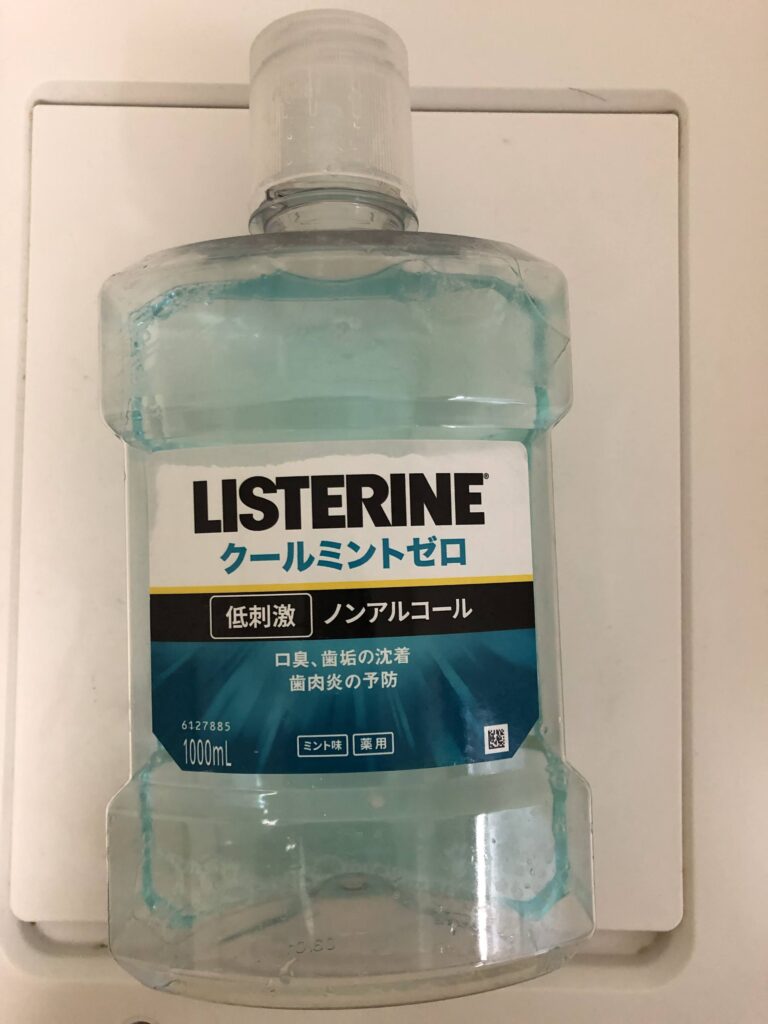 LISTERINE®
クールミントゼロ
低刺激 ノンアルコール
口臭、歯垢の沈着
歯肉炎の予防
6127885
1000mL
ミント味 薬用